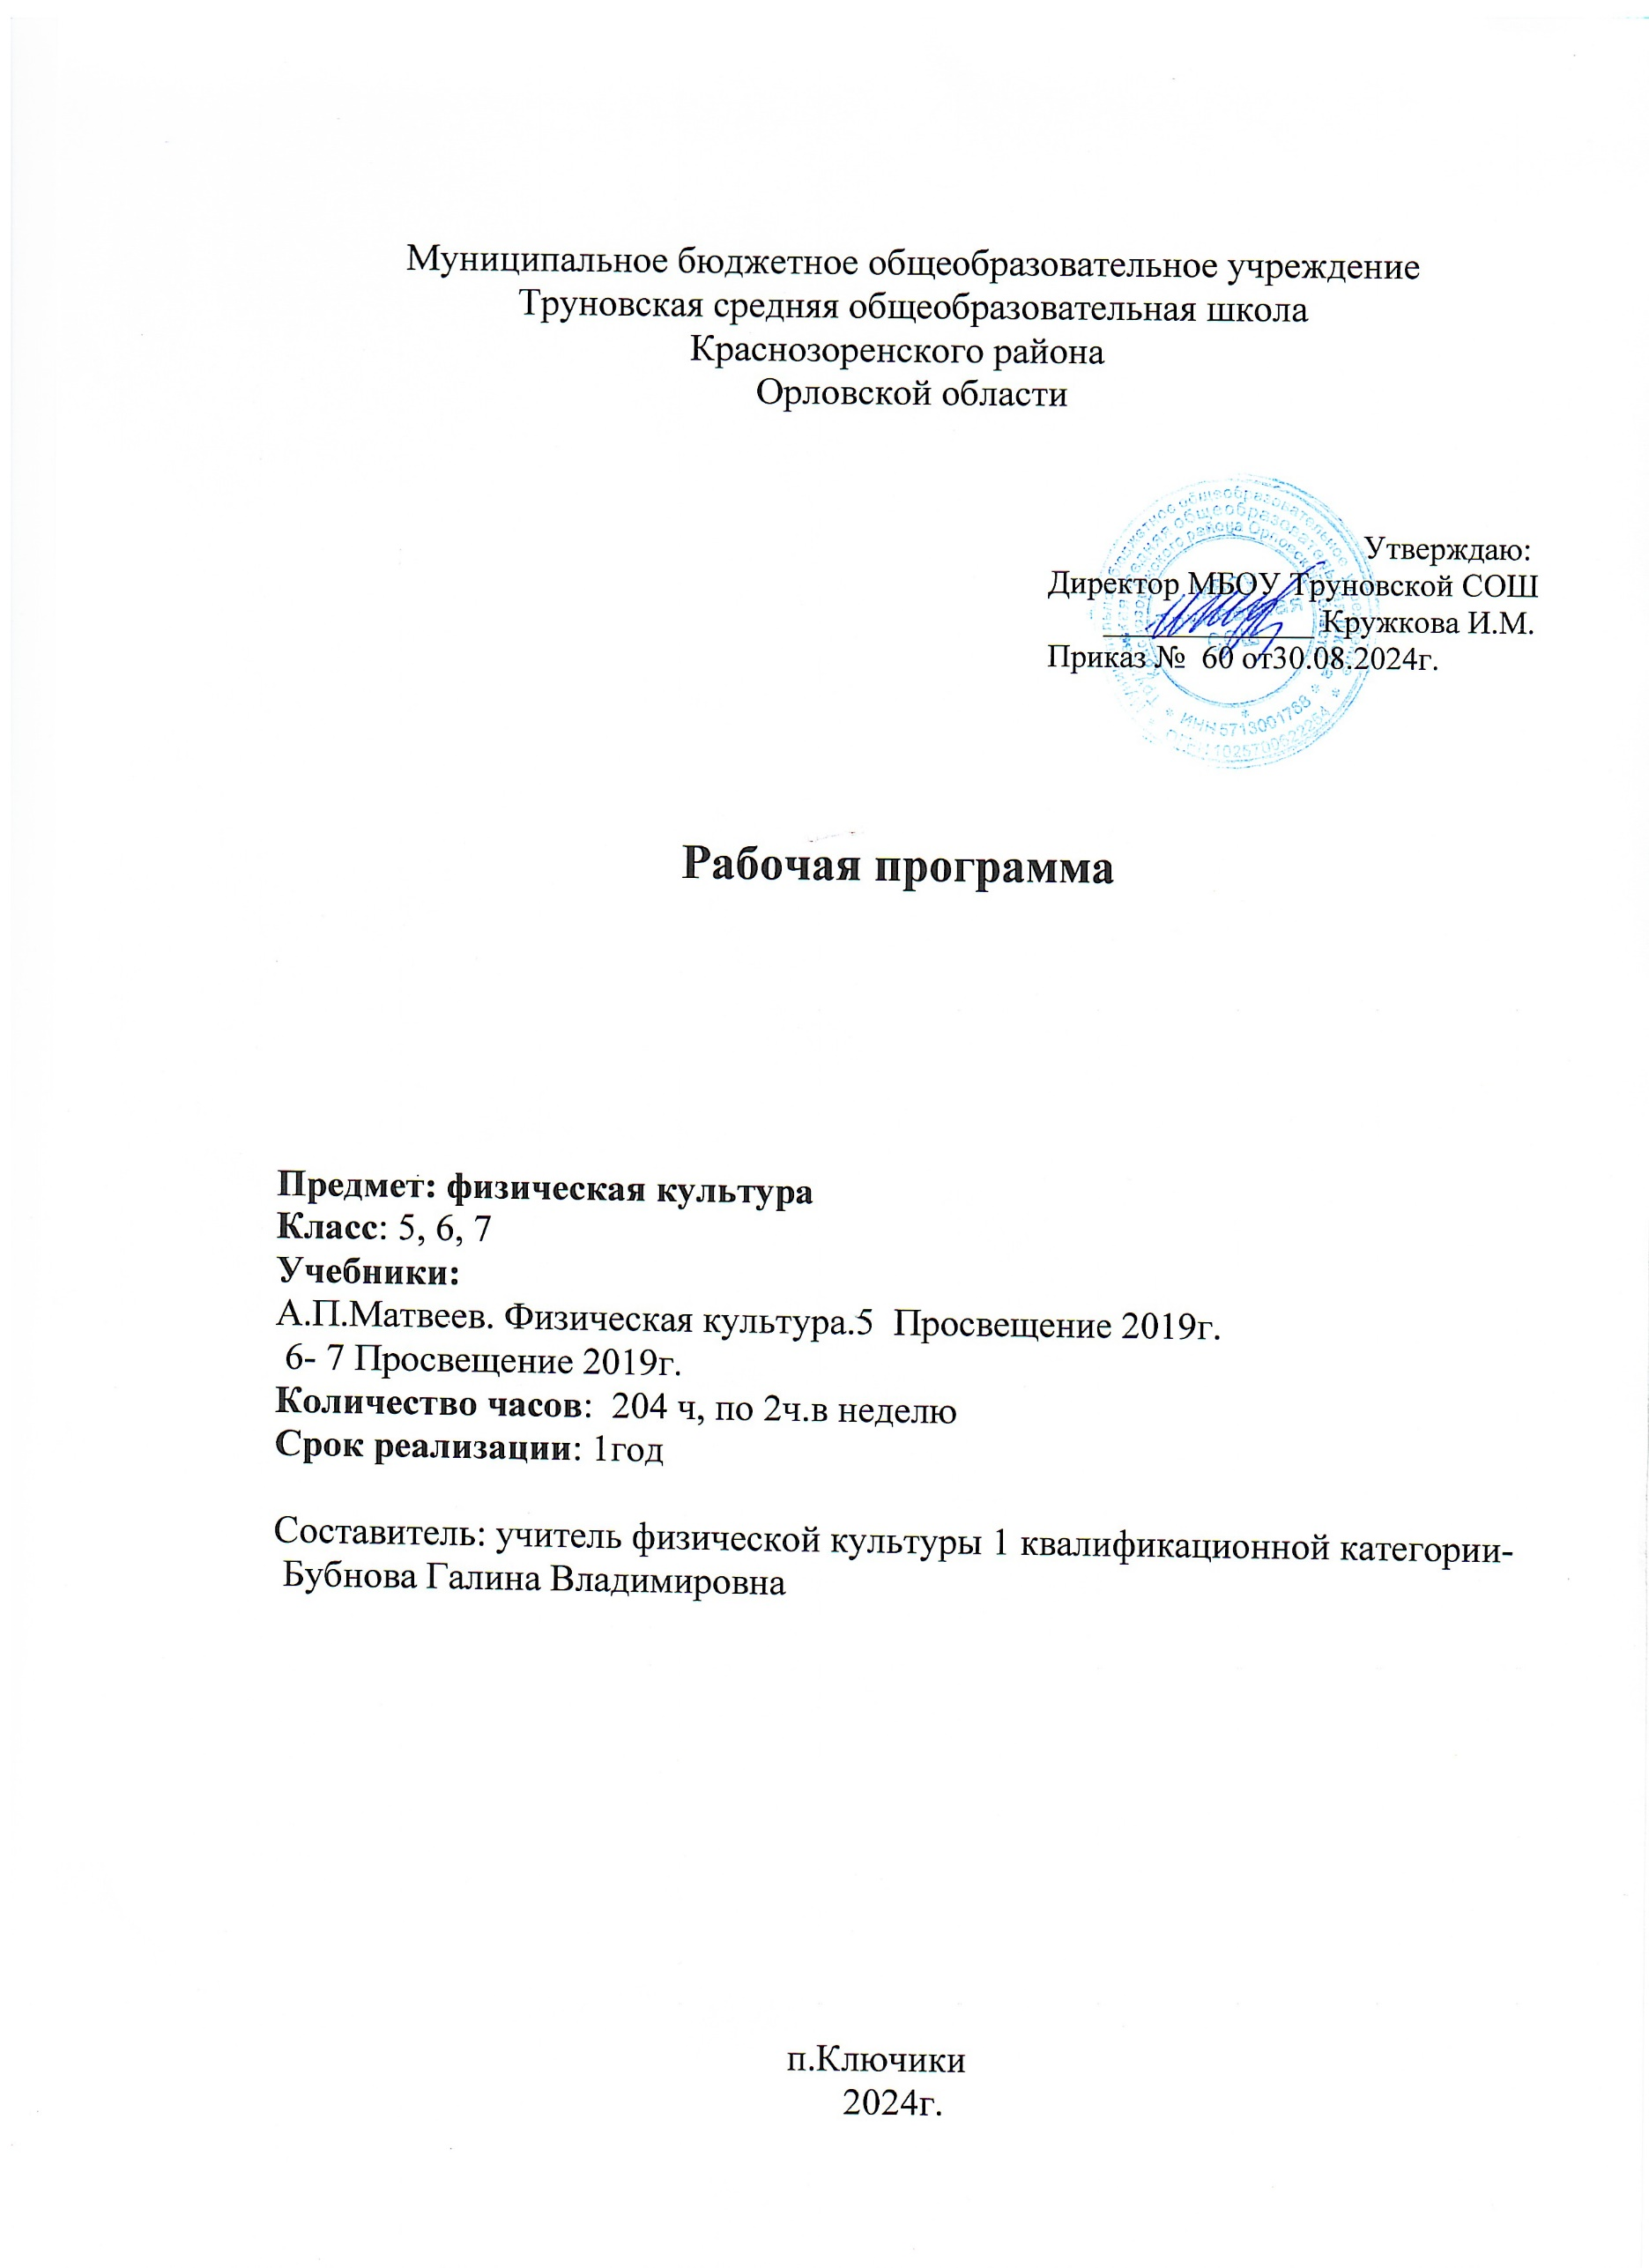 Муниципальное бюджетное общеобразовательное учреждение
Труновская средняя общеобразовательная школа
Краснозоренского района
Орловской области
Утверждаю:
Директор МБОУ Труновской СОШ
_____________ Кружкова И.М.
Приказ №  60 от30.08.2024г.
ИНН 5713001768
Рабочая программа
Предмет: физическая культура
Класс: 5, 6, 7
Учебники:
А.П.Матвеев. Физическая культура.5  Просвещение 2019г.
6- 7 Просвещение 2019г.
Количество часов:  204 ч, по 2ч.в неделю
Срок реализации: 1год
Составитель: учитель физической культуры 1 квалификационной категории-
Бубнова Галина Владимировна
п.Ключики
2024г.